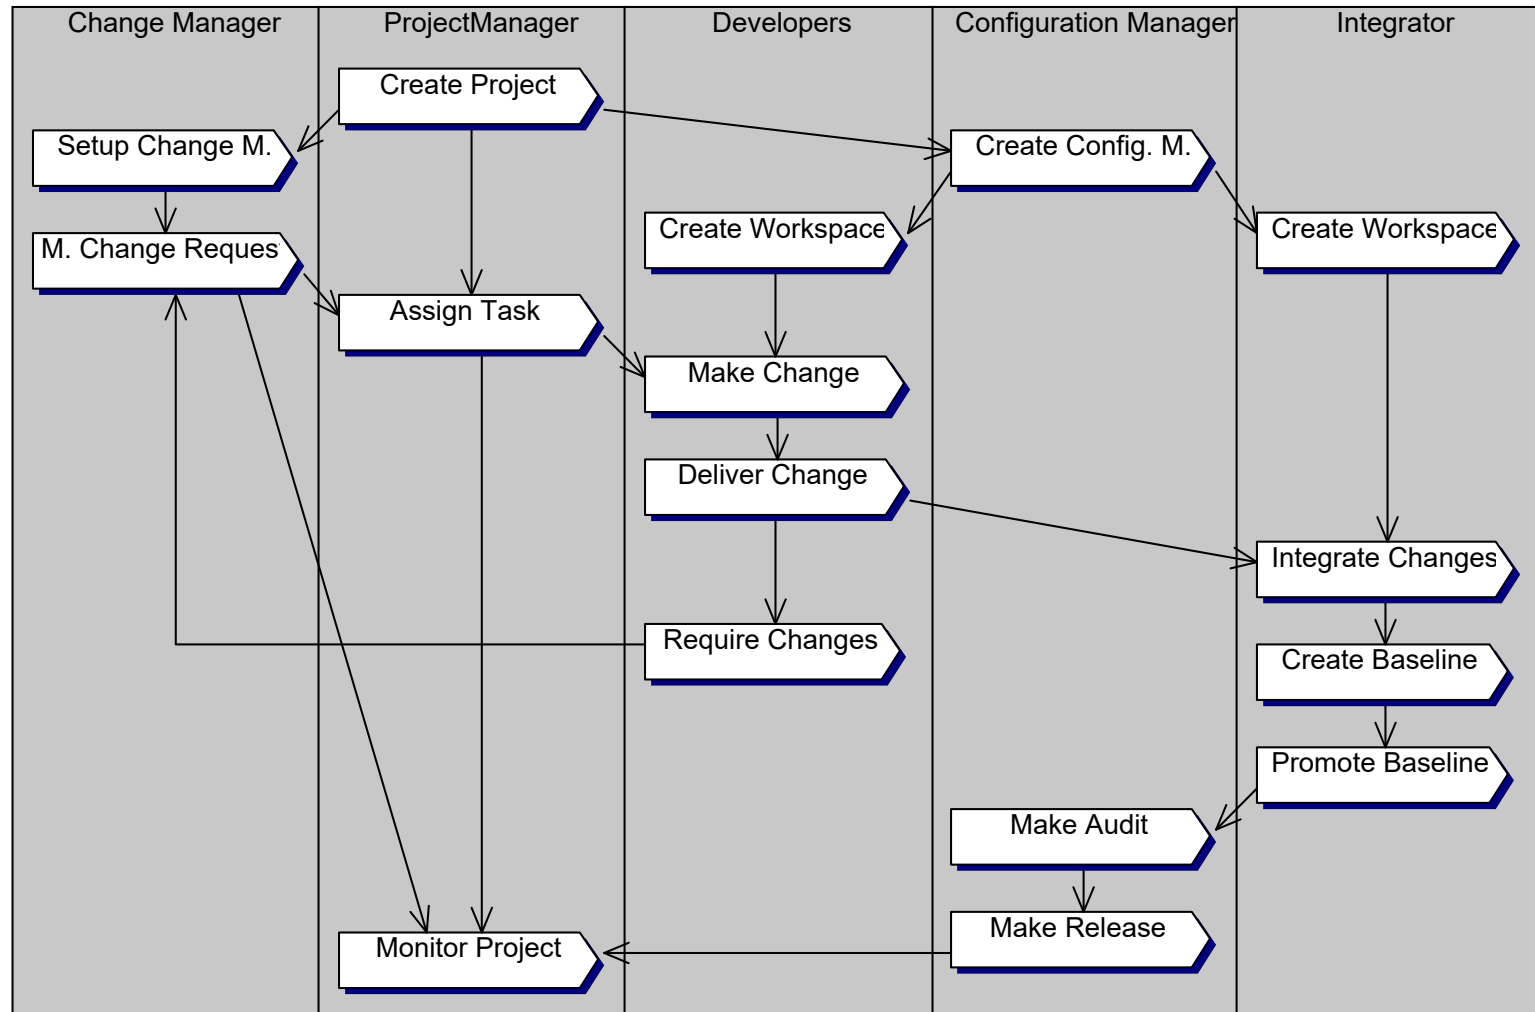 Change Manager
ProjectManager
Developers
Configuration Manager
Integrator
Create Project
Setup Change M.
Create Config. M.
M. Change Reques
Create Workspace
Create Workspace
Assign Task
Make Change
Deliver Change
Integrate Changes
Require Changes
Create Baseline
Promote Baseline
Make Audit
Make Release
Monitor Project